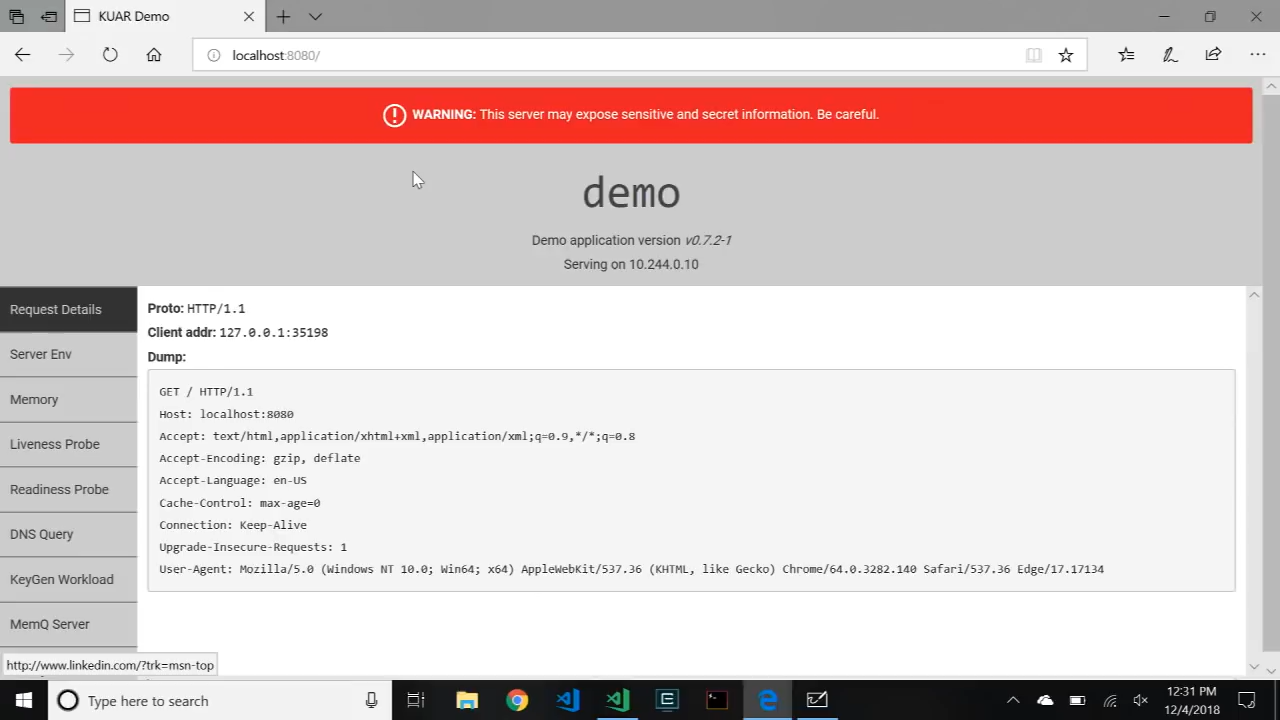 KUAR Demo
localhost:8080/
WARNING: This server may expose sensitive and secret information. Be careful.
demo
Demo application version v0.7.2-1
Serving on 10.244.0.10
Request Details
Server Env
Memory
Liveness Probe
Readiness Probe
DNS Query
KeyGen Workload
MemQ Server
Proto: HTTP/1.1
Client addr: 127.0.0.1:35198
Dump:
GET / HTTP/1.1
Host: localhost:8080
Accept: text/html,application/xhtml+xml,application/xml;q=0.9,*/*;q=0.8
Accept-Encoding: gzip, deflate
Accept-Language: en-US
Cache-Control: max-age=0
Connection: Keep-Alive
Upgrade-Insecure-Requests: 1
User-Agent: Mozilla/5.0 (Windows NT 10.0; Win64; x64) AppleWebKit/537.36 (KHTML, like Gecko) Chrome/64.0.3282.140 Safari/537.36 Edge/17.17134
http://www.linkedin.com/?trk=msn-top
Type here to search
12:31 PM
12/4/2018